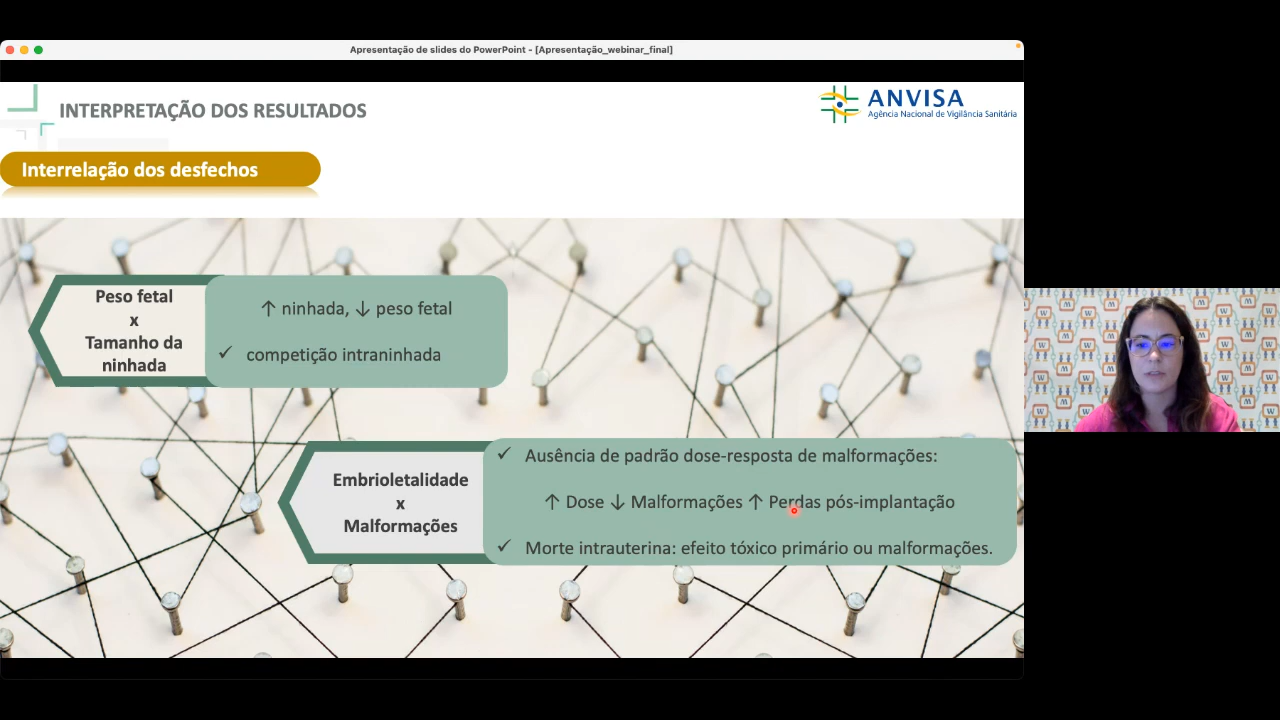 Apresentação de slides do PowerPoint - [Apresentação_webinar_final]
INTERPRETAÇÃO DOS RESULTADOS
ANVISA
Agência Nacional de Vigilância Sanitária
Interrelação dos desfechos
Peso fetal
x
Tamanho da
ninhada
↑ ninhada, ↓ peso fetal
✓ competição intraninhada
Embrioletalidade
x
Malformações
✓ Ausência de padrão dose-resposta de malformações:
↑ Dose ↓ Malformações ↑ Perdas pós-implantação
✓ Morte intrauterina: efeito tóxico primário ou malformações.